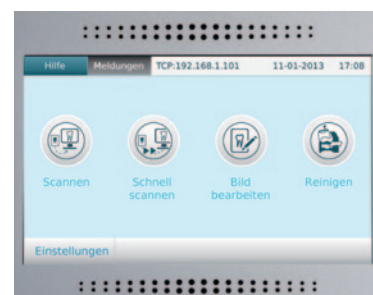 Hilfe Meldungen TCP:192.168.1.101 11-01-2013 17:08
Scannen Schnell scannen Bild bearbeiten Reinigen
Einstellungen